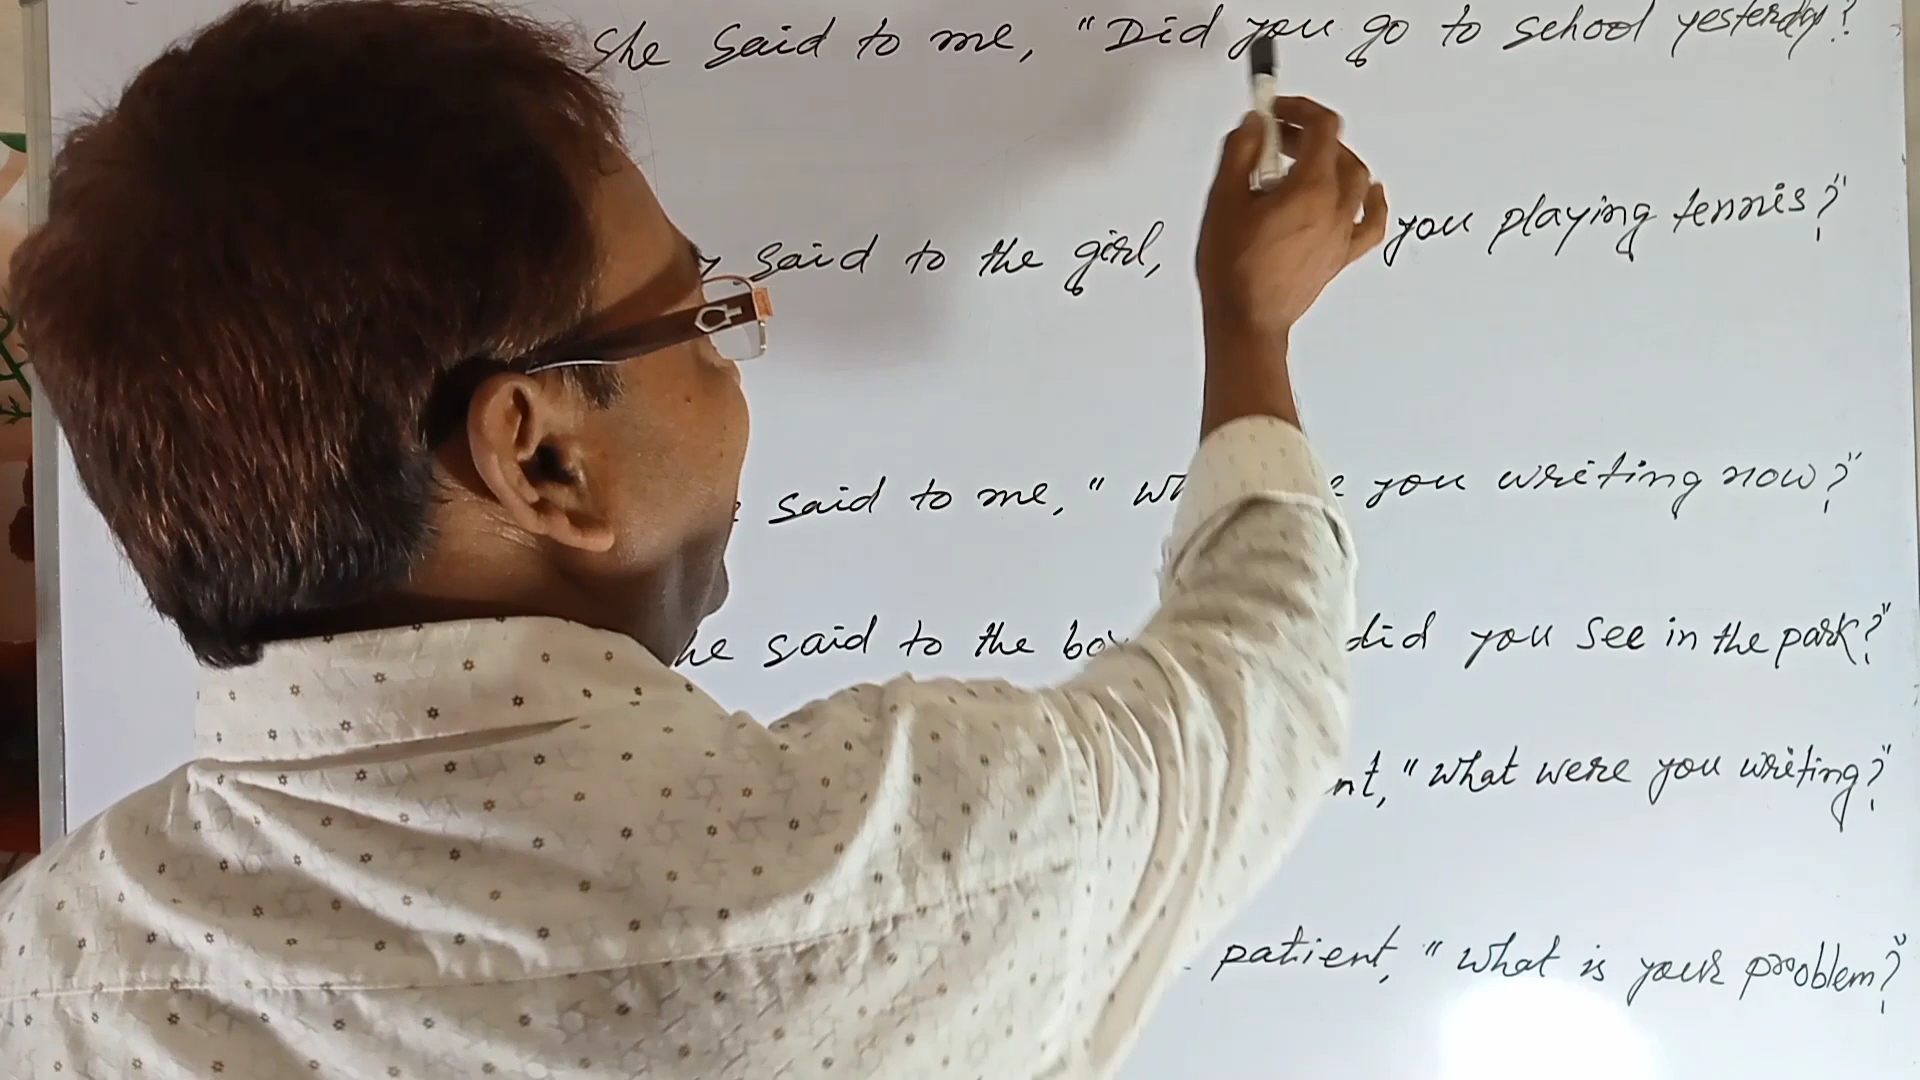 She said to me, "Did you go to school yesterday?
said to the girl, you playing tennis?"
said to me, " you writing now?"
said to the did you see in the park?"
"What were you writing?"
patient, "What is your problem?"